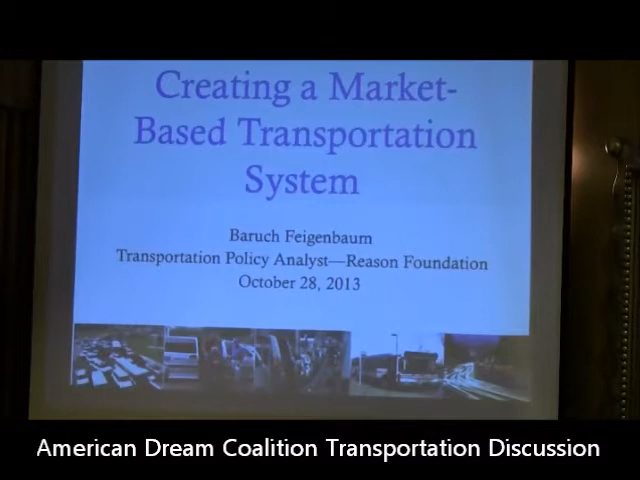 Creating a Market-
Based Transportation
System
Baruch Feigenbaum
Transportation Policy Analyst—Reason Foundation
October 28, 2013
American Dream Coalition Transportation Discussion